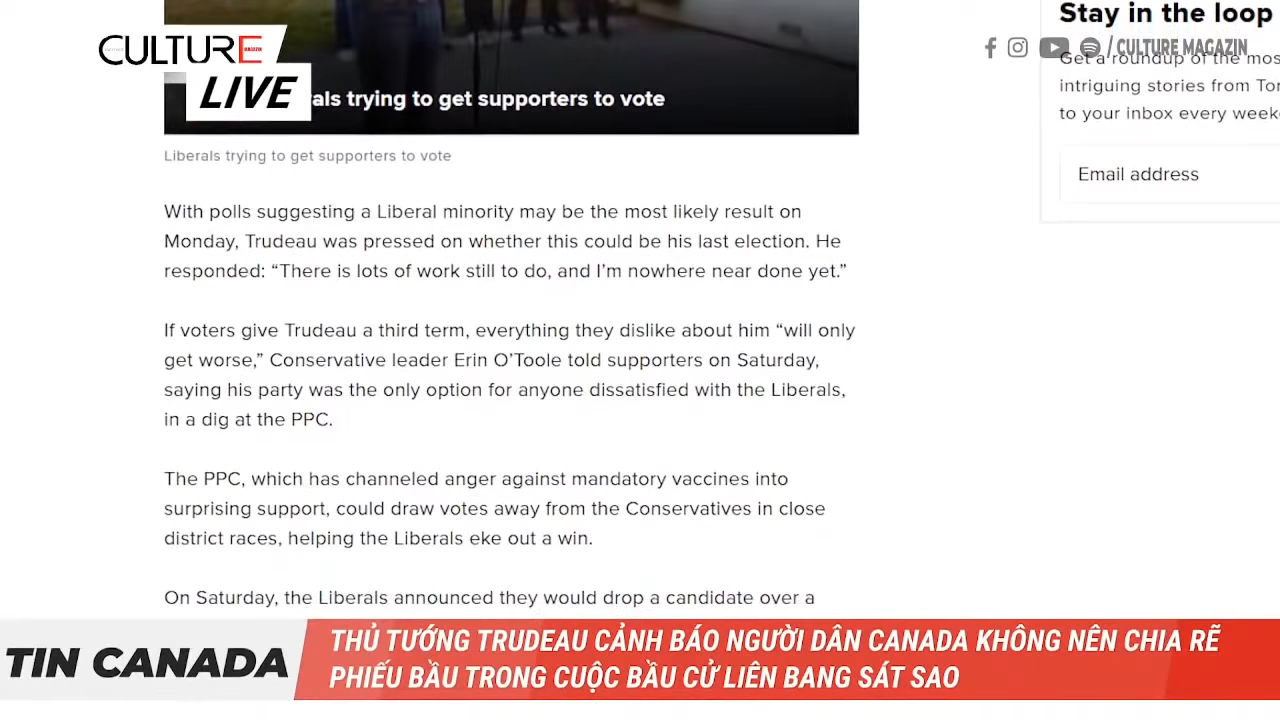 CULTURE
LIVE
als trying to get supporters to vote
Stay in the loop
/ CULTURE MAGAZIN
Get a roundup of the mos
intriguing stories from Tor
to your inbox every week
Email address
Liberals trying to get supporters to vote
With polls suggesting a Liberal minority may be the most likely result on
Monday, Trudeau was pressed on whether this could be his last election. He
responded: “There is lots of work still to do, and I’m nowhere near done yet.”
If voters give Trudeau a third term, everything they dislike about him “will only
get worse,” Conservative leader Erin O’Toole told supporters on Saturday,
saying his party was the only option for anyone dissatisfied with the Liberals,
in a dig at the PPC.
The PPC, which has channeled anger against mandatory vaccines into
surprising support, could draw votes away from the Conservatives in close
district races, helping the Liberals eke out a win.
On Saturday, the Liberals announced they would drop a candidate over a
TIN CANADA
THỦ TƯỚNG TRUDEAU CẢNH BÁO NGƯỜI DÂN CANADA KHÔNG NÊN CHIA RẼ
PHIẾU BẦU TRONG CUỘC BẦU CỬ LIÊN BANG SÁT SAO